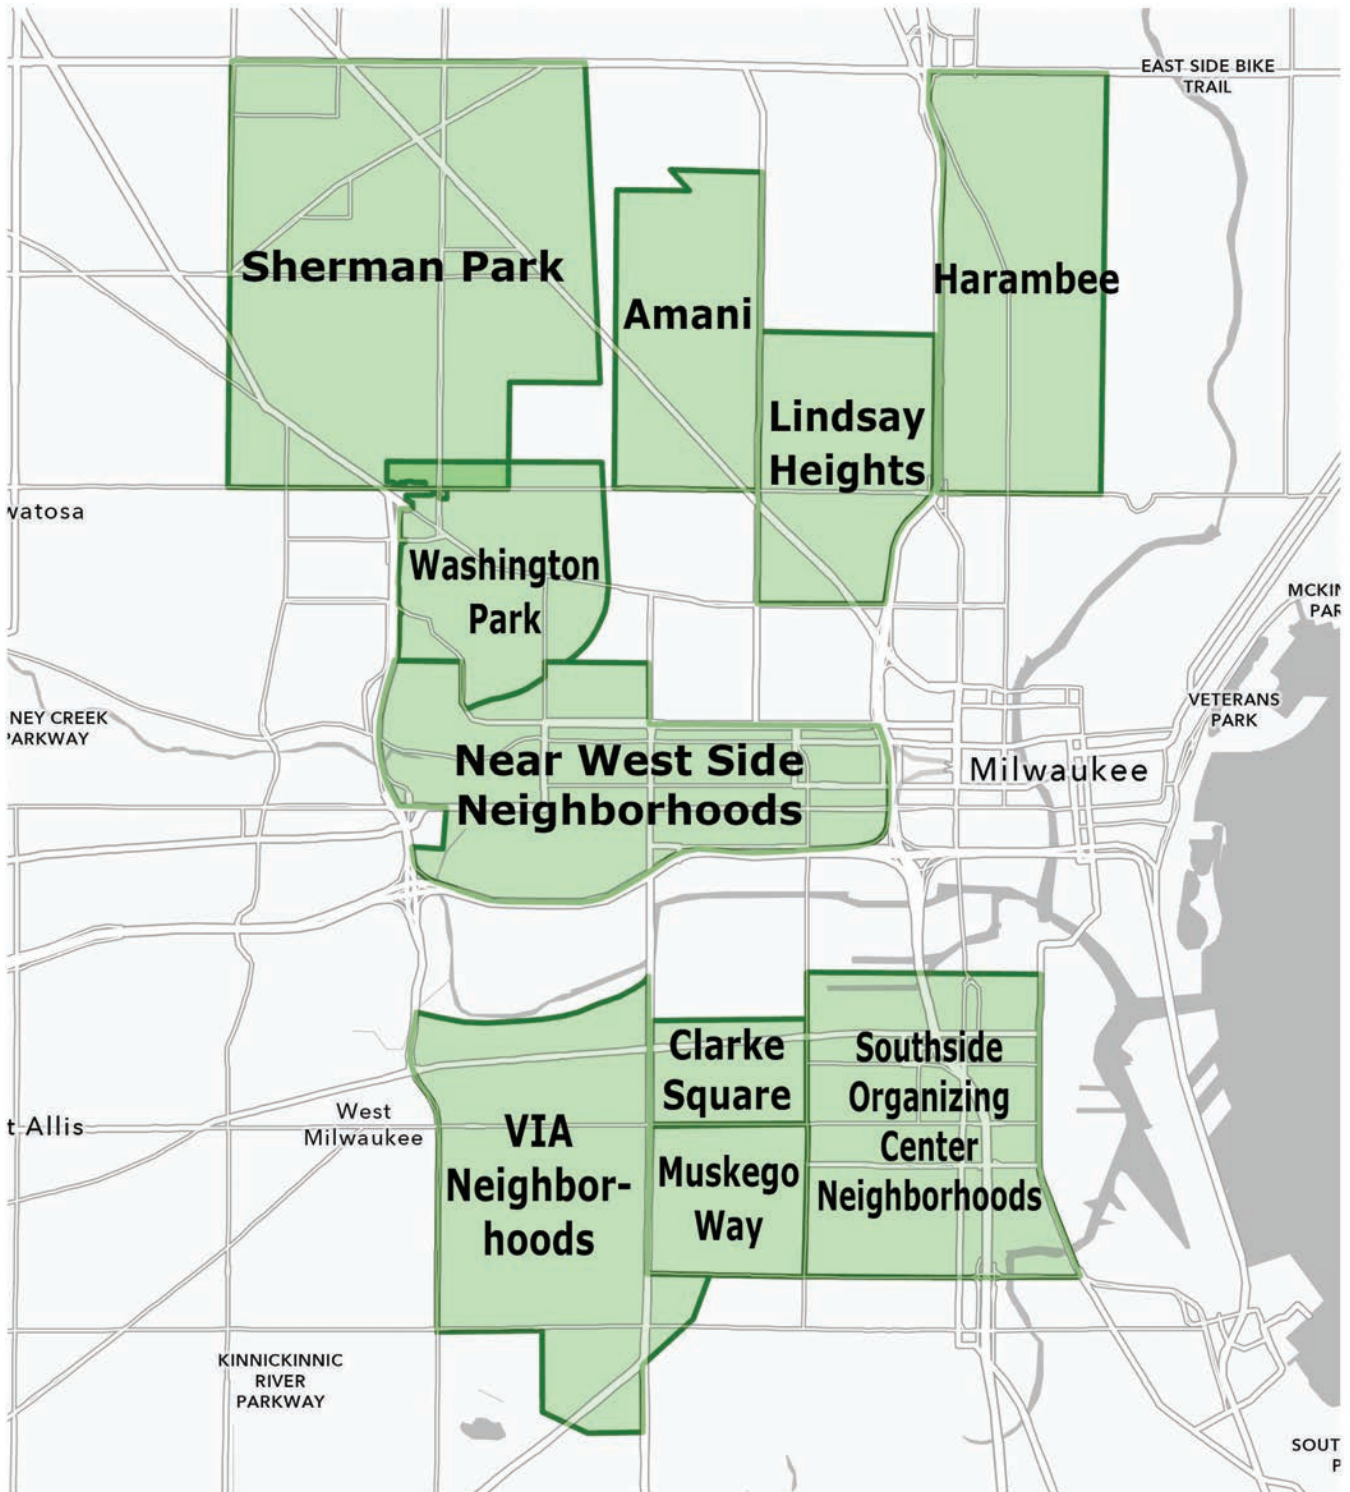 EAST SIDE BIKE
TRAIL
Sherman Park
Harambee
Amani
Lindsay
Heights
watosa
Washington
Park
MCKIN
PAR
NEY CREEK
PARKWAY
VETERANS
PARK
Near West Side
Neighborhoods
Milwaukee
Clarke
Square
Southside
Organizing
Center
Neighborhoods
t Allis
West
Milwaukee
VIA
Neighbor-
hoods
Muskego
Way
KINNICKINNIC
RIVER
PARKWAY
SOUT
P